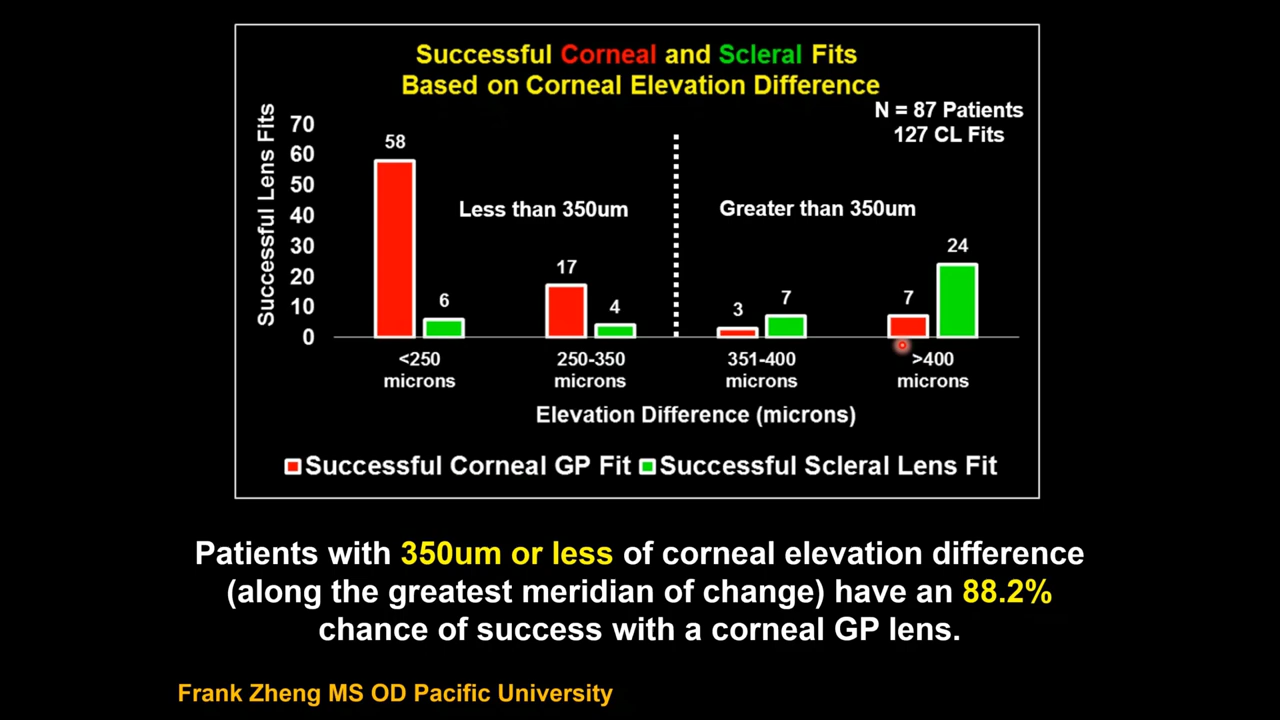 Successful Corneal and Scleral Fits
Based on Corneal Elevation Difference
N = 87 Patients
127 CL Fits
Successful Lens Fits
70
60
50
40
30
20
10
0
58
6
17
4
3
7
7
24
Less than 350um
Greater than 350um
<250
microns
250-350
microns
351-400
microns
>400
microns
Elevation Difference (microns)
Successful Corneal GP Fit
Successful Scleral Lens Fit
Patients with 350um or less of corneal elevation difference
(along the greatest meridian of change) have an 88.2%
chance of success with a corneal GP lens.
Frank Zheng MS OD Pacific University